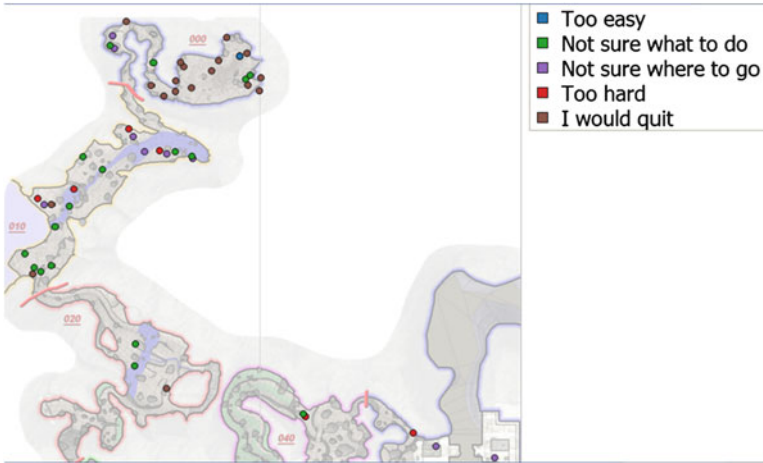 000
Too easy
Not sure what to do
Not sure where to go
Too hard
I would quit
010
020
040